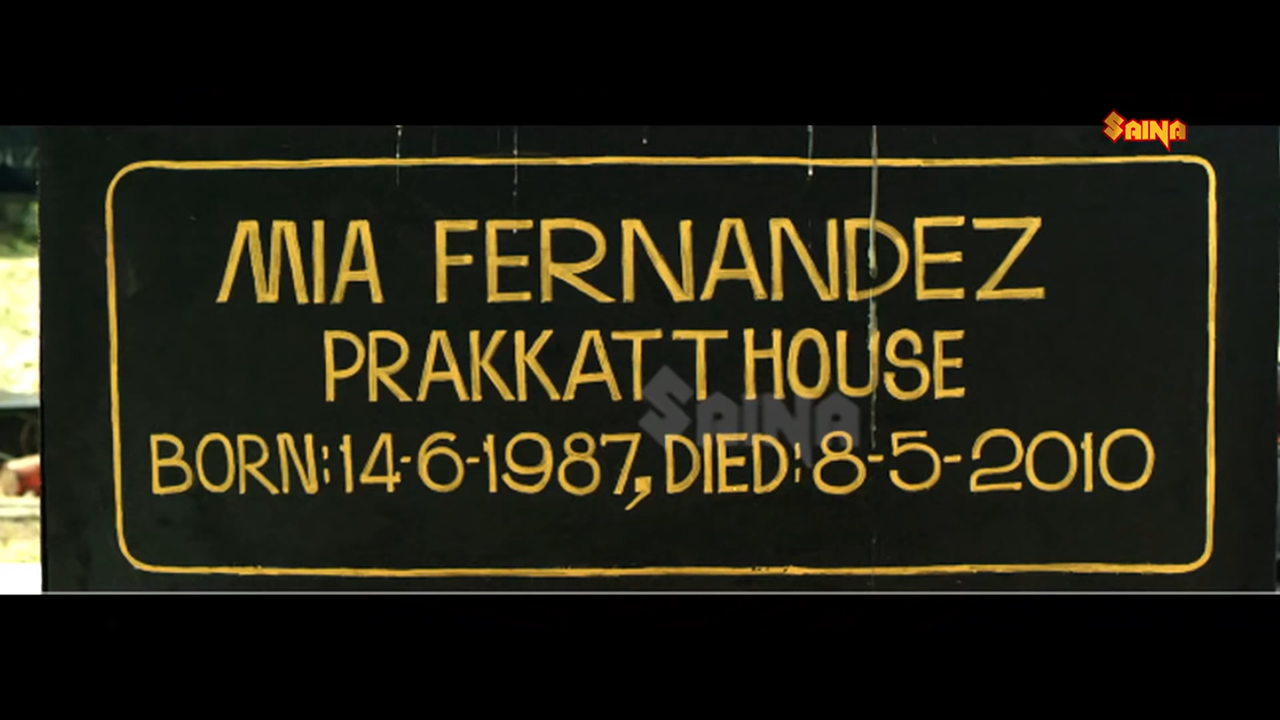 SAINA
MIA FERNANDEZ
PRAKKATT HOUSE
SAINA
BORN:14-6-1987, DIED:8-5-2010